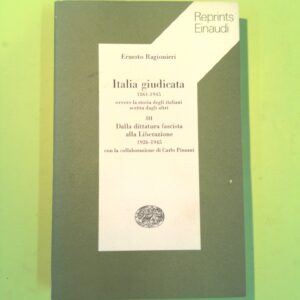 Reprints
Einaudi
Ernesto Ragionieri
Italia giudicata
1861-1945
ovvero la storia degli italiani
scritta dagli altri
III
Dalla dittatura fascista
alla Liberazione
1926-1945
con la collaborazione di Carlo Pinzani